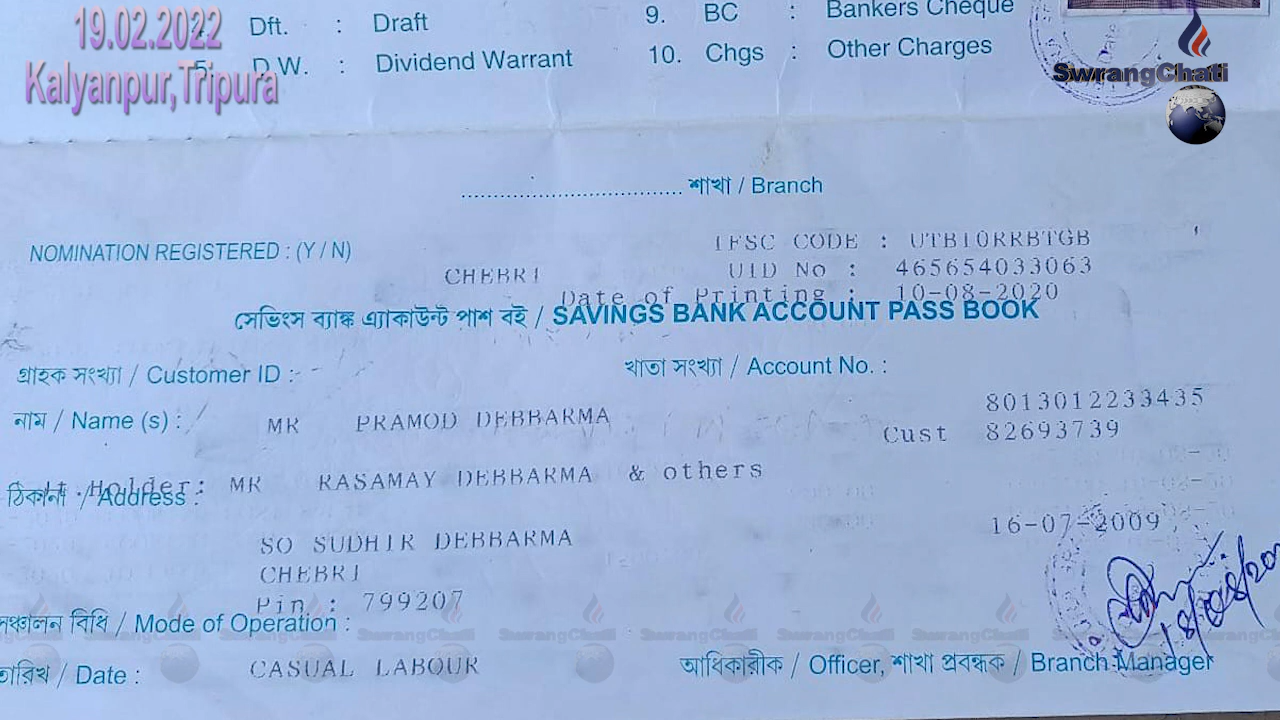 19.02.2022
Kalyanpur,Tripura
Dft. : Draft
D.W. : Dividend Warrant
9. BC : Bankers Cheque
10. Chgs : Other Charges
SwrangChati
শাখা / Branch
NOMINATION REGISTERED : (Y / N)
IFSC CODE : UTBI0RRBTGB
CHEBRI
UID No : 465654033063
Date of Printing : 10-08-2020
সেভিংস ব্যাঙ্ক এ্যাকাউন্ট পাশ বই / SAVINGS BANK ACCOUNT PASS BOOK
গ্রাহক সংখ্যা / Customer ID :
খাতা সংখ্যা / Account No. :
8013012233435
নাম / Name (s) : MR PRAMOD DEBBARMA
Cust 82693739
Jt.Holder: MR RASAMAY DEBBARMA & others
ঠিকানা / Address :
16-07-2009
SO SUDHIR DEBBARMA
CHEBRI
Pin : 799207
সঞ্চালন বিধি / Mode of Operation :
তারিখ / Date : CASUAL LABOUR
আধিকারীক / Officer, শাখা প্রবন্ধক / Branch Manager